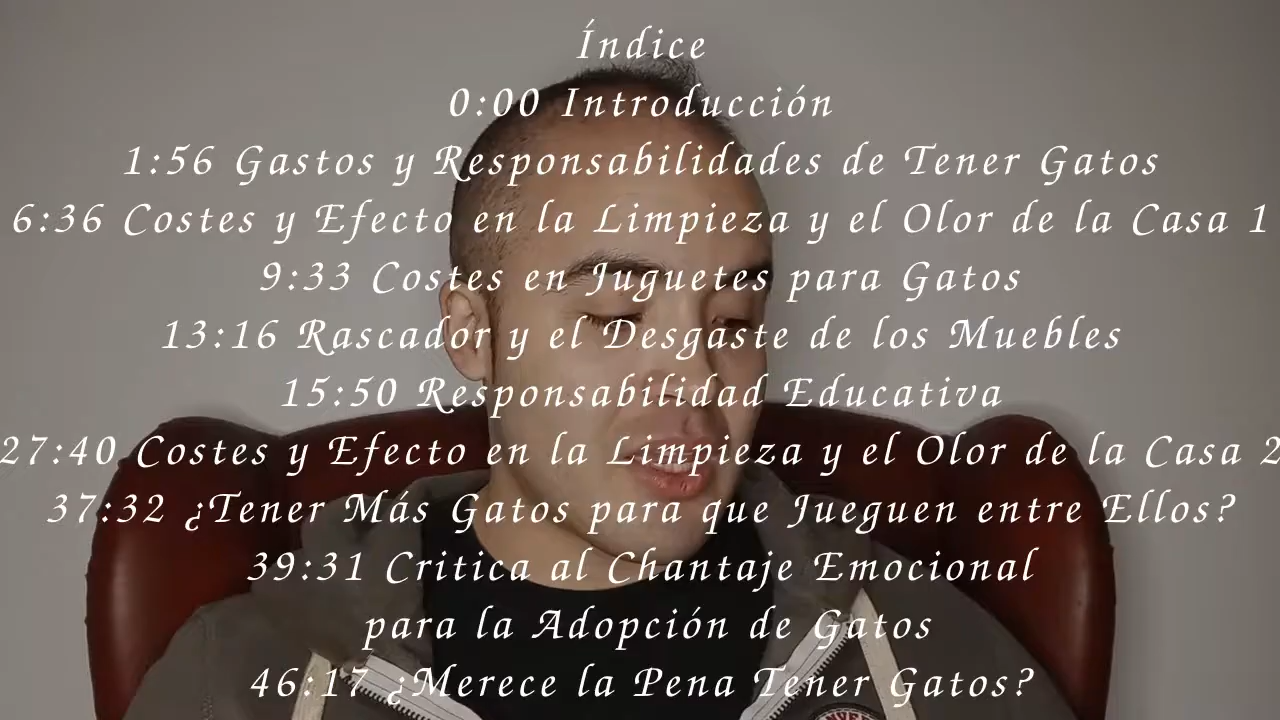 Índice
0:00 Introducción
1:56 Gastos y Responsabilidades de Tener Gatos
6:36 Costes y Efecto en la Limpieza y el Olor de la Casa 1
9:33 Costes en Juguetes para Gatos
13:16 Rascador y el Desgaste de los Muebles
15:50 Responsabilidad Educativa
27:40 Costes y Efecto en la Limpieza y el Olor de la Casa 2
37:32 ¿Tener Más Gatos para que Jueguen entre Ellos?
39:31 Critica al Chantaje Emocional
para la Adopción de Gatos
46:17 ¿Merece la Pena Tener Gatos?